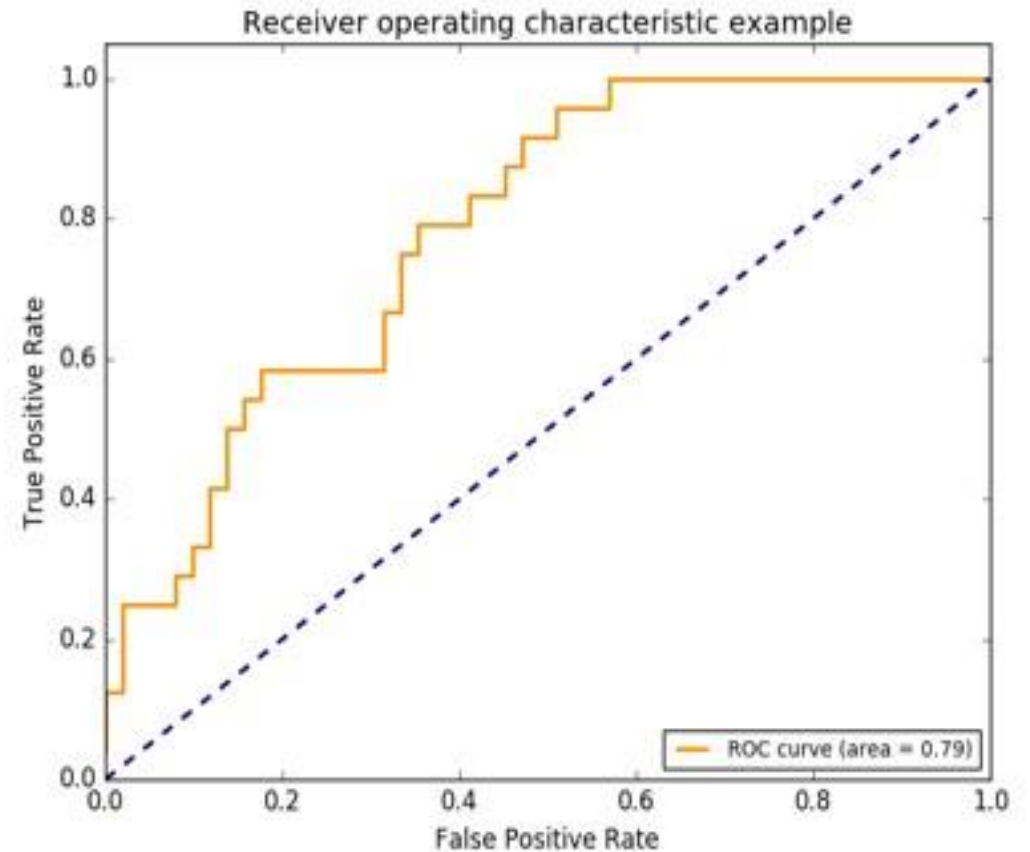 Receiver operating characteristic example
1.0
0.8
0.6
0.4
0.2
0.0
True Positive Rate
ROC curve (area = 0.79)
0.0 0.2 0.4 0.6 0.8 1.0
False Positive Rate